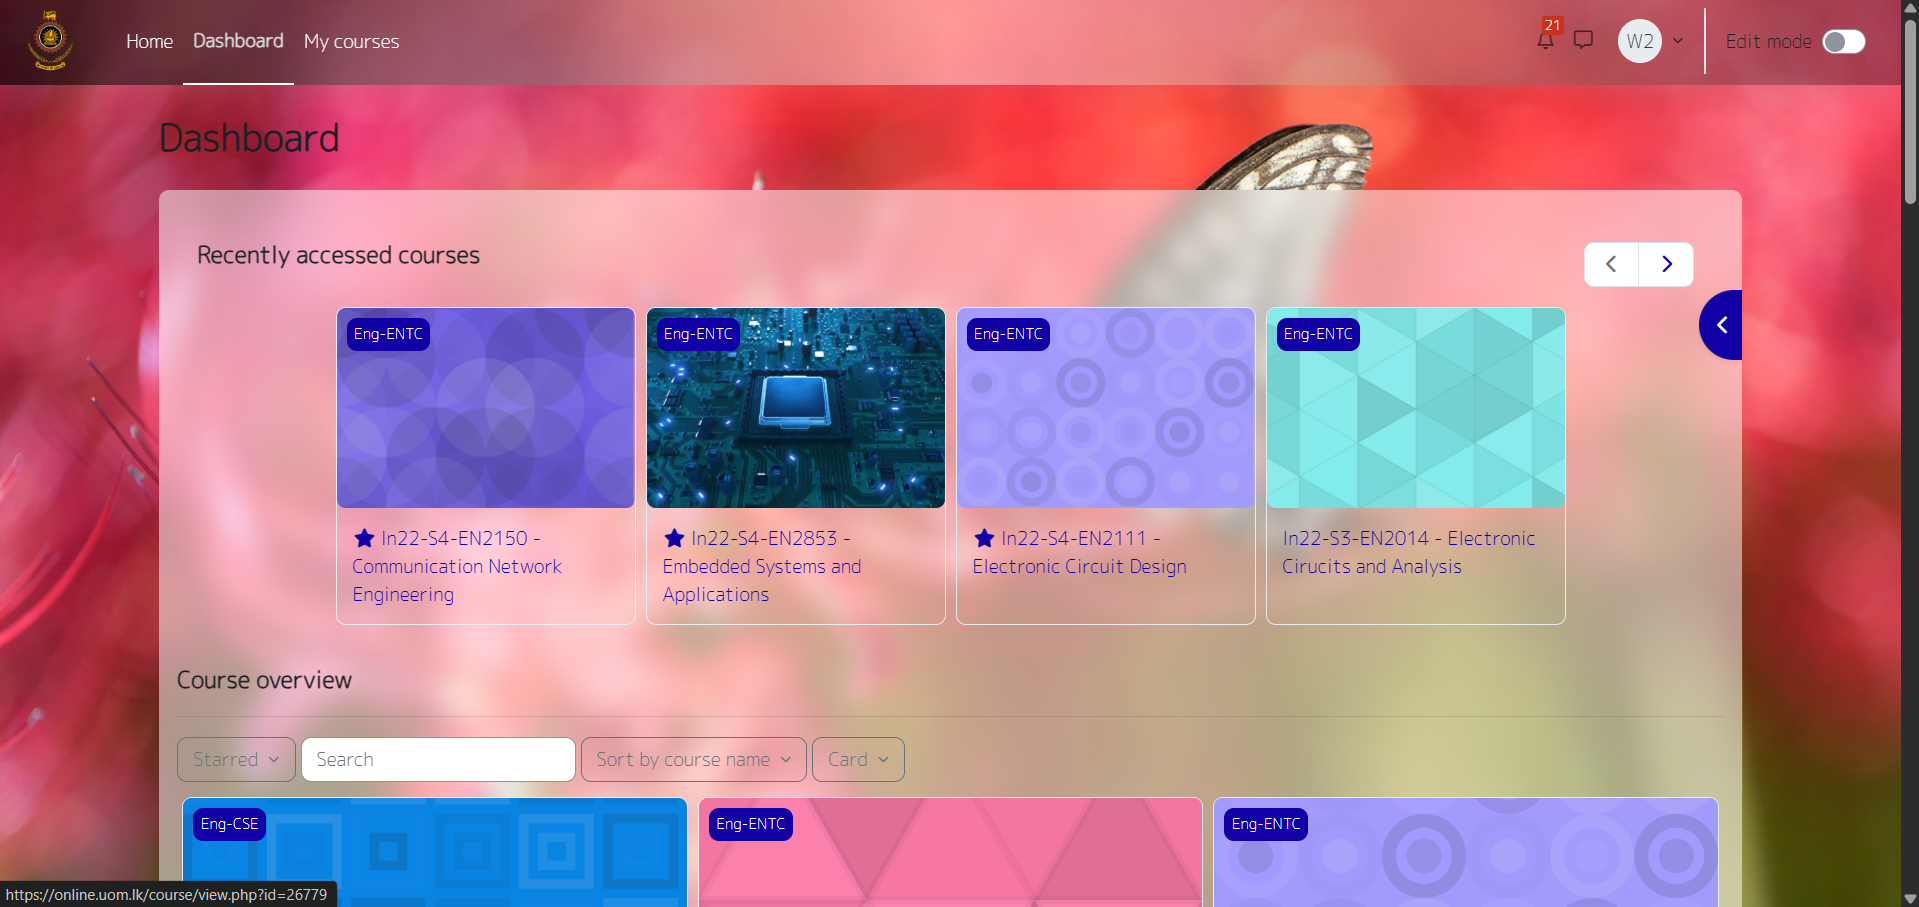 Home
Dashboard
My courses
21
W2
Edit mode
Dashboard
Recently accessed courses
Eng-ENTC
Eng-ENTC
Eng-ENTC
Eng-ENTC
In22-S4-EN2150 -
Communication Network
Engineering
In22-S4-EN2853 -
Embedded Systems and
Applications
In22-S4-EN2111 -
Electronic Circuit Design
In22-S3-EN2014 - Electronic
Cirucits and Analysis
Course overview
Starred
Search
Sort by course name
Card
Eng-CSE
Eng-ENTC
Eng-ENTC
https://online.uom.lk/course/view.php?id=26779